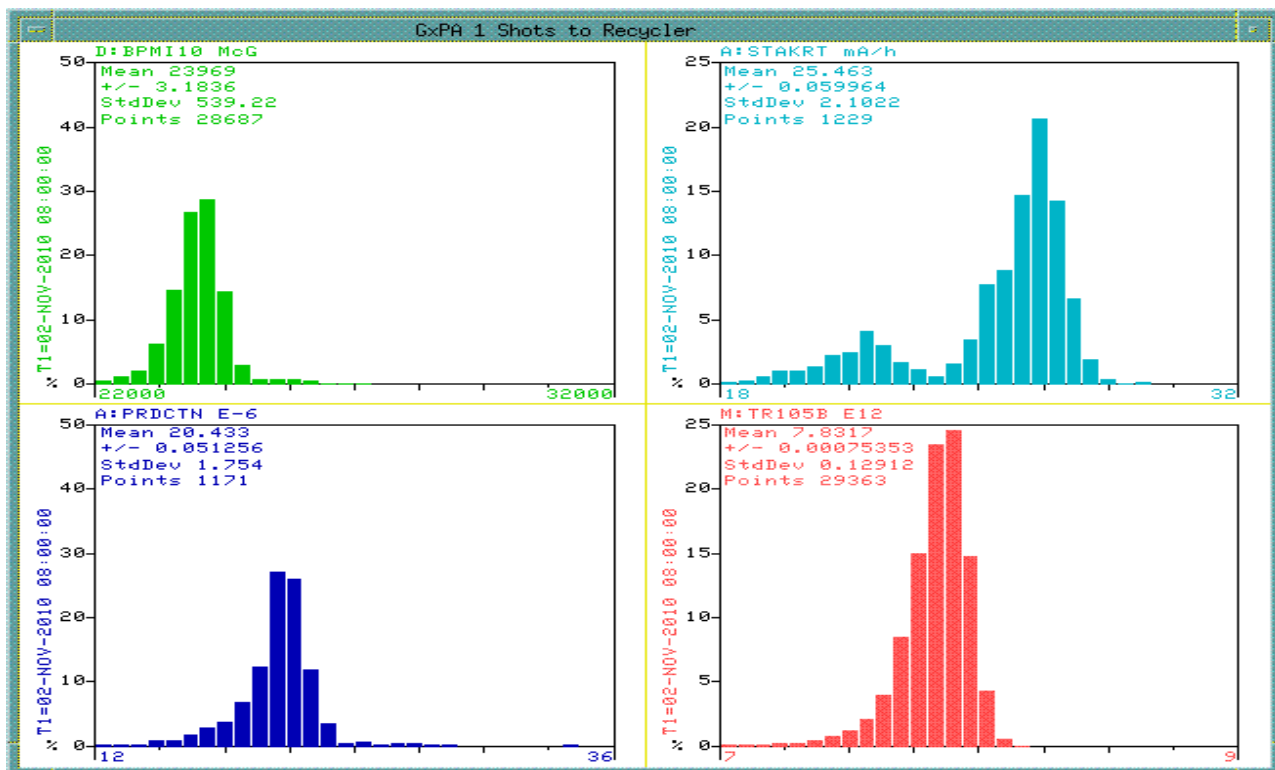 GxPA 1 Shots to Recycler
D:BPMI10 McG
50
40
30
20
10
% 0
Mean 23969
+/- 3.1836
StdDev 539.22
Points 28687
T1=02-NOV-2010 08:00:00
22000 32000
A:STAKRT mA/h
25
20
15
10
5
% 0
Mean 25.463
+/- 0.059964
StdDev 2.1022
Points 1229
T1=02-NOV-2010 08:00:00
18 32
A:PRDCTN E-6
50
40
30
20
10
% 0
Mean 20.433
+/- 0.051256
StdDev 1.754
Points 1171
T1=02-NOV-2010 08:00:00
12 36
M:TR105B E12
25
20
15
10
5
% 0
Mean 7.8317
+/- 0.00075353
StdDev 0.12912
Points 29363
T1=02-NOV-2010 08:00:00
7 9